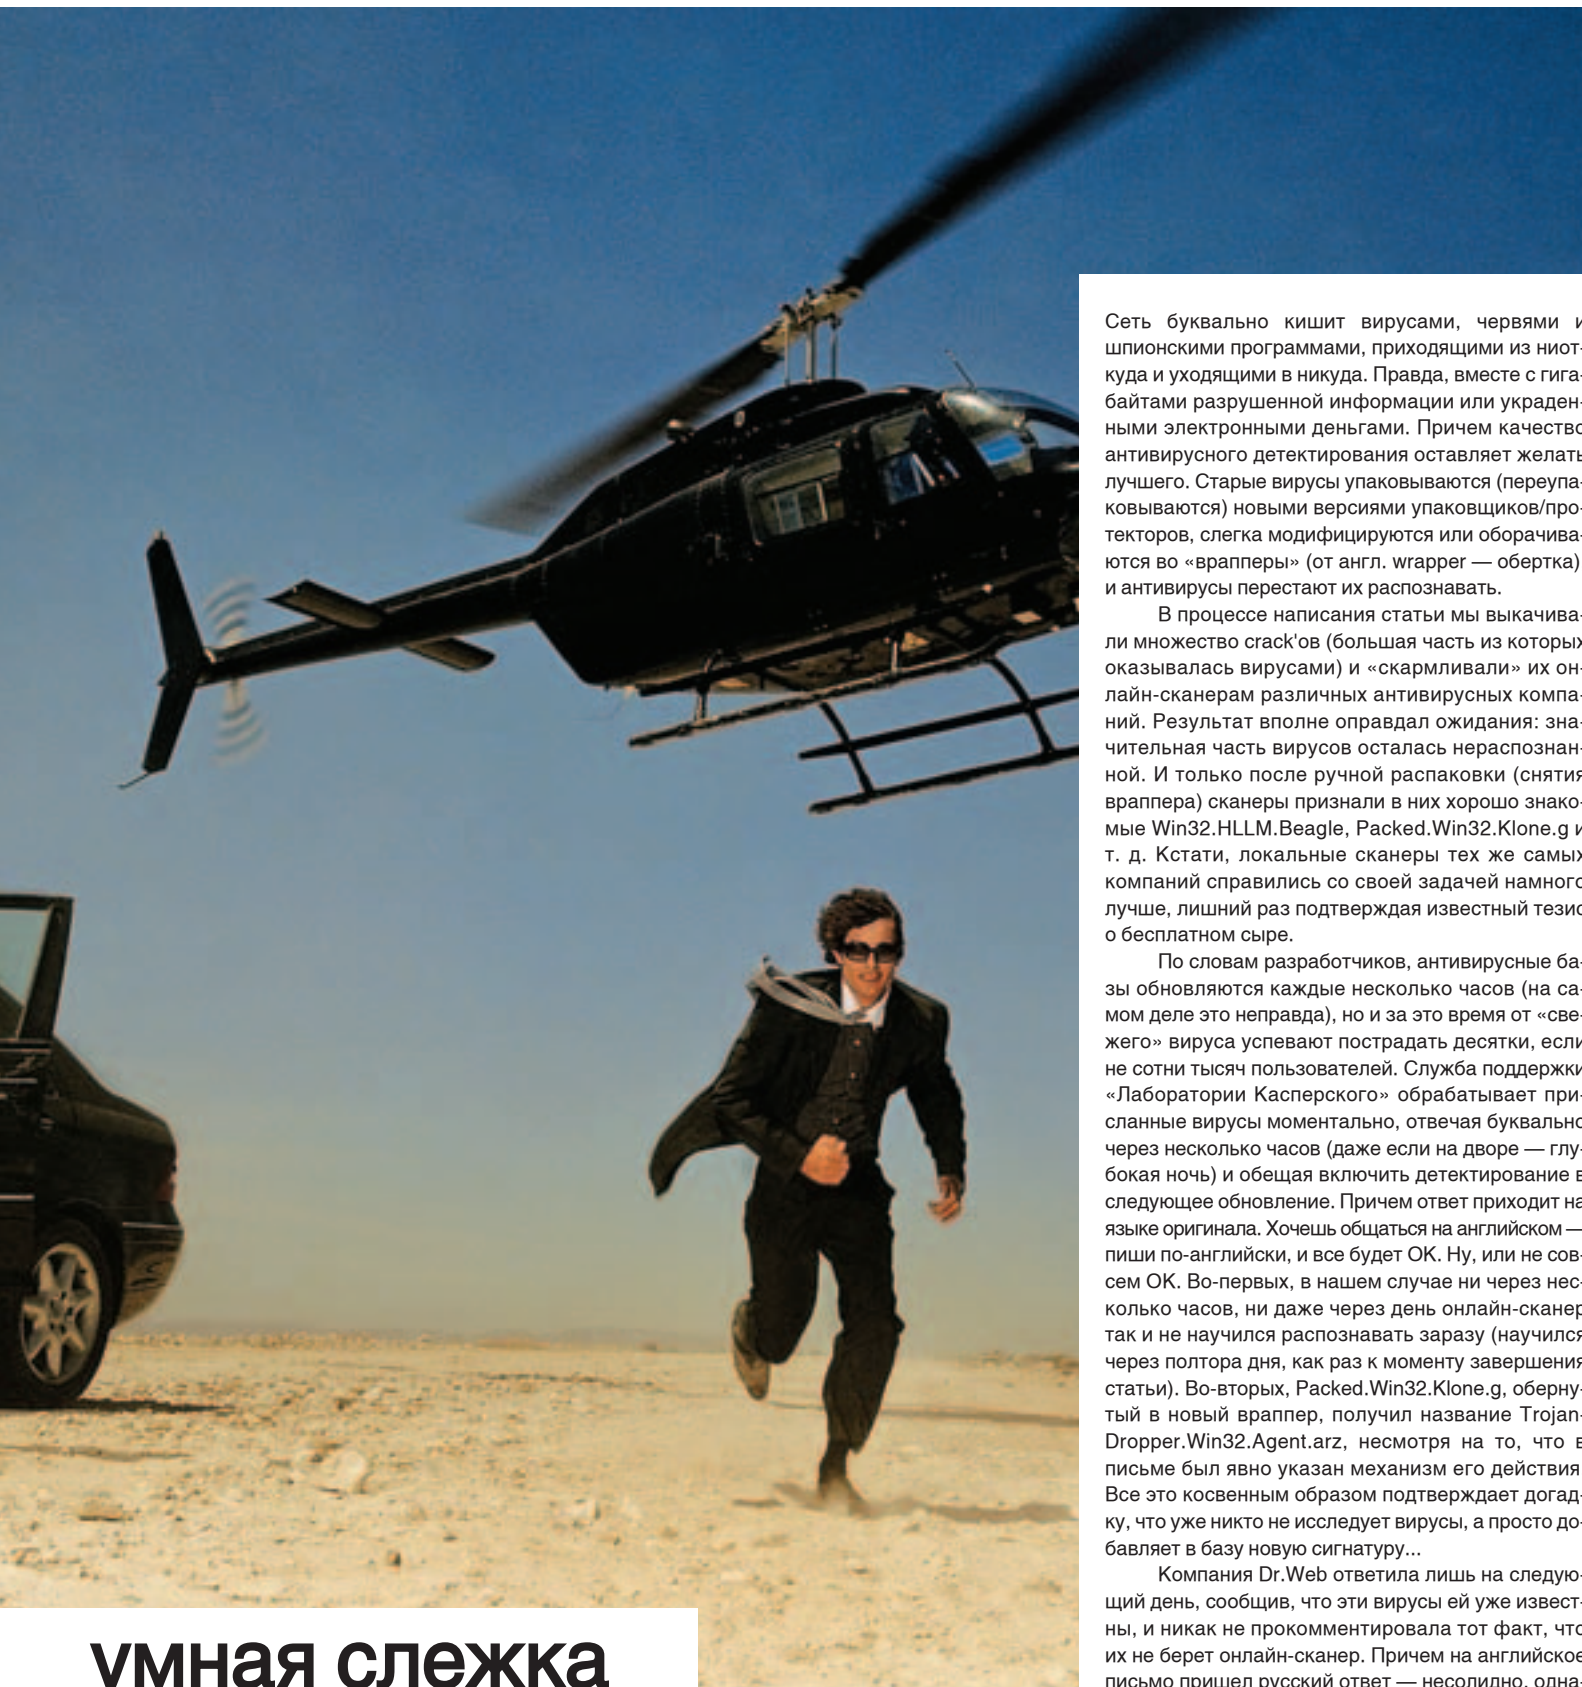 Сеть буквально кишит вирусами, червями и
шпионскими программами, приходящими из ниот-
куда и уходящими в никуда. Правда, вместе с гига-
байтами разрушенной информации или украден-
ными электронными деньгами. Причем качество
антивирусного детектирования оставляет желать
лучшего. Старые вирусы упаковываются (переупа-
ковываются) новыми версиями упаковщиков/про-
текторов, слегка модифицируются или оборачива-
ются во «врапперы» (от англ. wrapper — обертка)
и антивирусы перестают их распознавать.
В процессе написания статьи мы выкачива-
ли множество crack'ов (большая часть из которых
оказывалась вирусами) и «скармливали» их он-
лайн-сканерам различных антивирусных компа-
ний. Результат вполне оправдал ожидания: зна-
чительная часть вирусов осталась нераспознан-
ной. И только после ручной распаковки (снятия
враппера) сканеры признали в них хорошо знако-
мые Win32.HLLM.Beagle, Packed.Win32.Klone.g и
т. д. Кстати, локальные сканеры тех же самых
компаний справились со своей задачей намного
лучше, лишний раз подтверждая известный тезис
о бесплатном сыре.
По словам разработчиков, антивирусные ба-
зы обновляются каждые несколько часов (на са-
мом деле это неправда), но и за это время от «све-
жего» вируса успевают пострадать десятки, если
не сотни тысяч пользователей. Служба поддержки
«Лаборатории Касперского» обрабатывает при-
сланные вирусы моментально, отвечая буквально
через несколько часов (даже если на дворе — глу-
бокая ночь) и обещая включить детектирование в
следующее обновление. Причем ответ приходит на
языке оригинала. Хочешь общаться на английском —
пиши по-английски, и все будет ОК. Ну, или не сов-
сем ОК. Во-первых, в нашем случае ни через нес-
колько часов, ни даже через день онлайн-сканер
так и не научился распознавать заразу (научился
через полтора дня, как раз к моменту завершения
статьи). Во-вторых, Packed.Win32.Klone.g, оберну-
тый в новый враппер, получил название Trojan-
Dropper.Win32.Agent.arz, несмотря на то, что в
письме был явно указан механизм его действия
Все это косвенным образом подтверждает догад-
ку, что уже никто не исследует вирусы, а просто до-
бавляет в базу новую сигнатуру...
Компания Dr.Web ответила лишь на следую-
щий день, сообщив, что эти вирусы ей уже извест-
ны, и никак не прокомментировала тот факт, что
их не берет онлайн-сканер. Причем на английское
письмо пришел русский ответ — несолидно, одна-
умная слежка